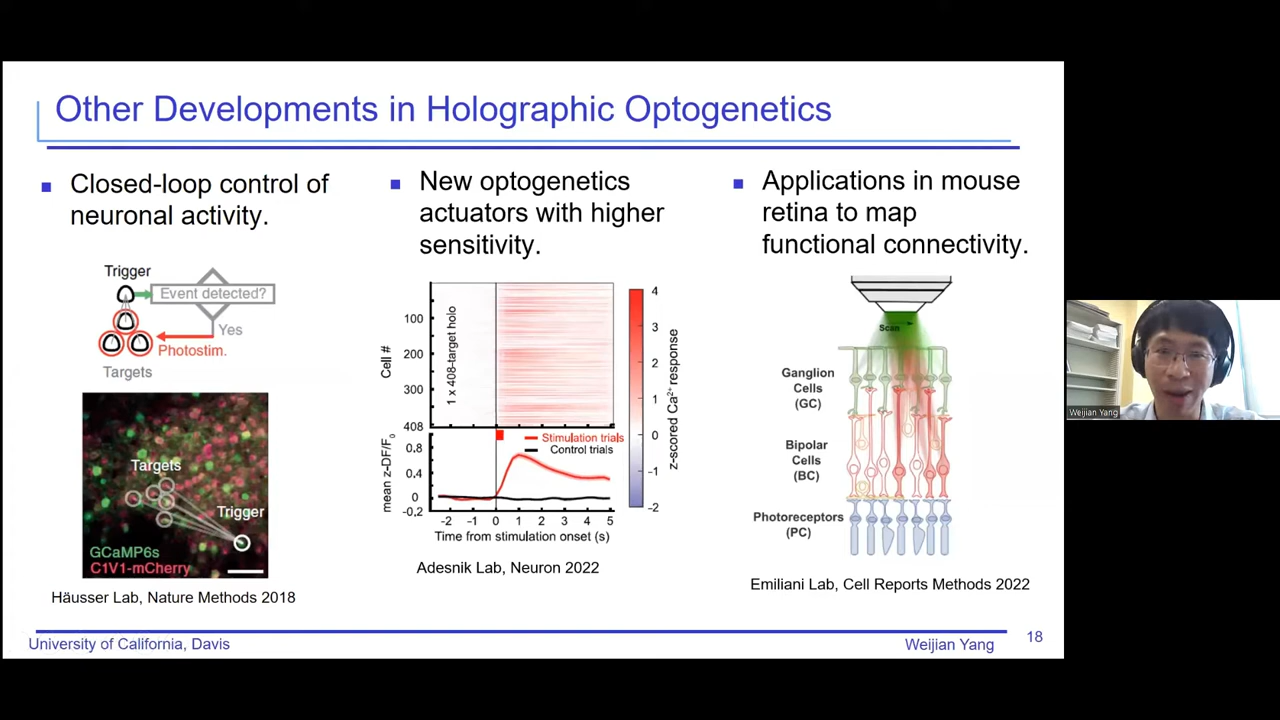 Other Developments in Holographic Optogenetics
Closed-loop control of
neuronal activity.
Trigger
Event detected?
Yes
Photostim.
Targets
Targets
Trigger
GCaMP6s
C1V1-mCherry
Häusser Lab, Nature Methods 2018
New optogenetics
actuators with higher
sensitivity.
Cell #
100
200
300
408
1 x 408-target holo
4
3
2
1
0
-1
-2
z-scored Ca²⁺ response
mean z-DF/F₀
0.8
0.4
0
-0.2
Stimulation trials
Control trials
-2 -1 0 1 2 3 4 5
Time from stimulation onset (s)
Adesnik Lab, Neuron 2022
Applications in mouse
retina to map
functional connectivity.
Scan
Ganglion
Cells
(GC)
Bipolar
Cells
(BC)
Photoreceptors
(PC)
Emiliani Lab, Cell Reports Methods 2022
University of California, Davis
Weijian Yang
18
Weijian Yang